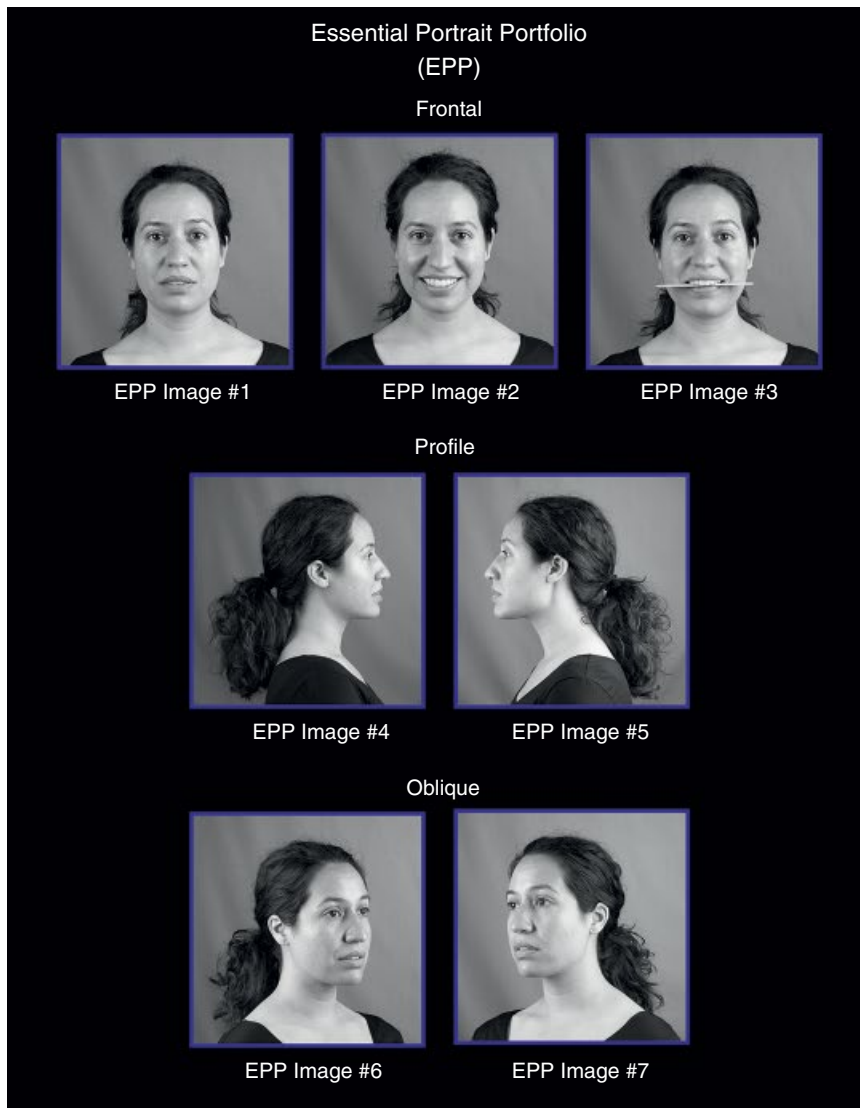 Essential Portrait Portfolio
(EPP)
Frontal
EPP Image #1
EPP Image #2
EPP Image #3
Profile
EPP Image #4
EPP Image #5
Oblique
EPP Image #6
EPP Image #7